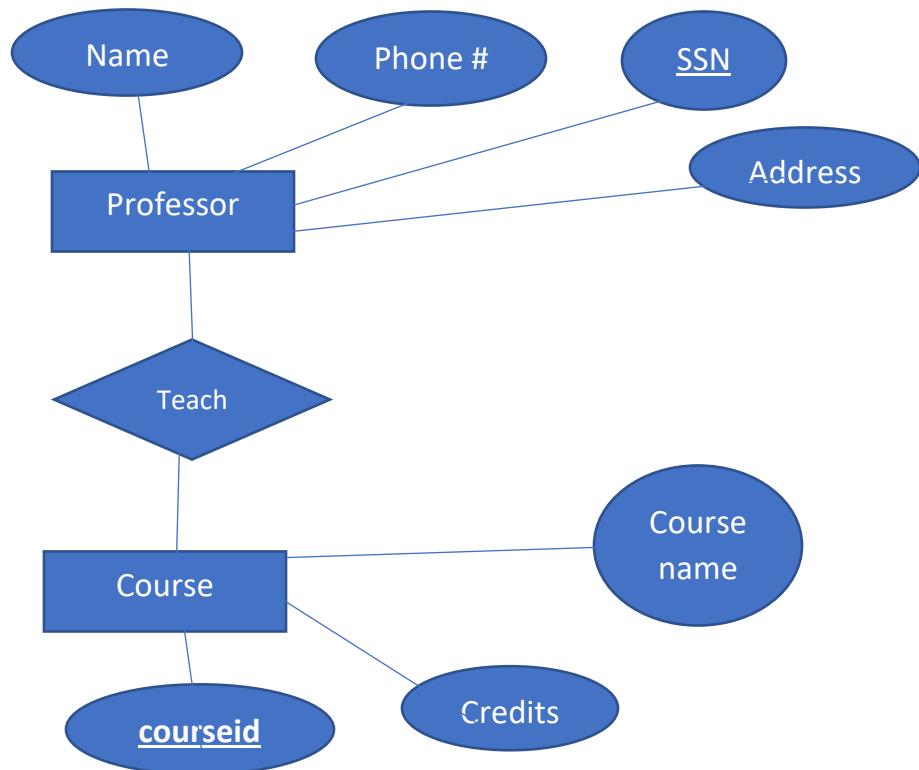 Name
Phone #
SSN
Address
Professor
Teach
Course
name
Course
Credits
courseid